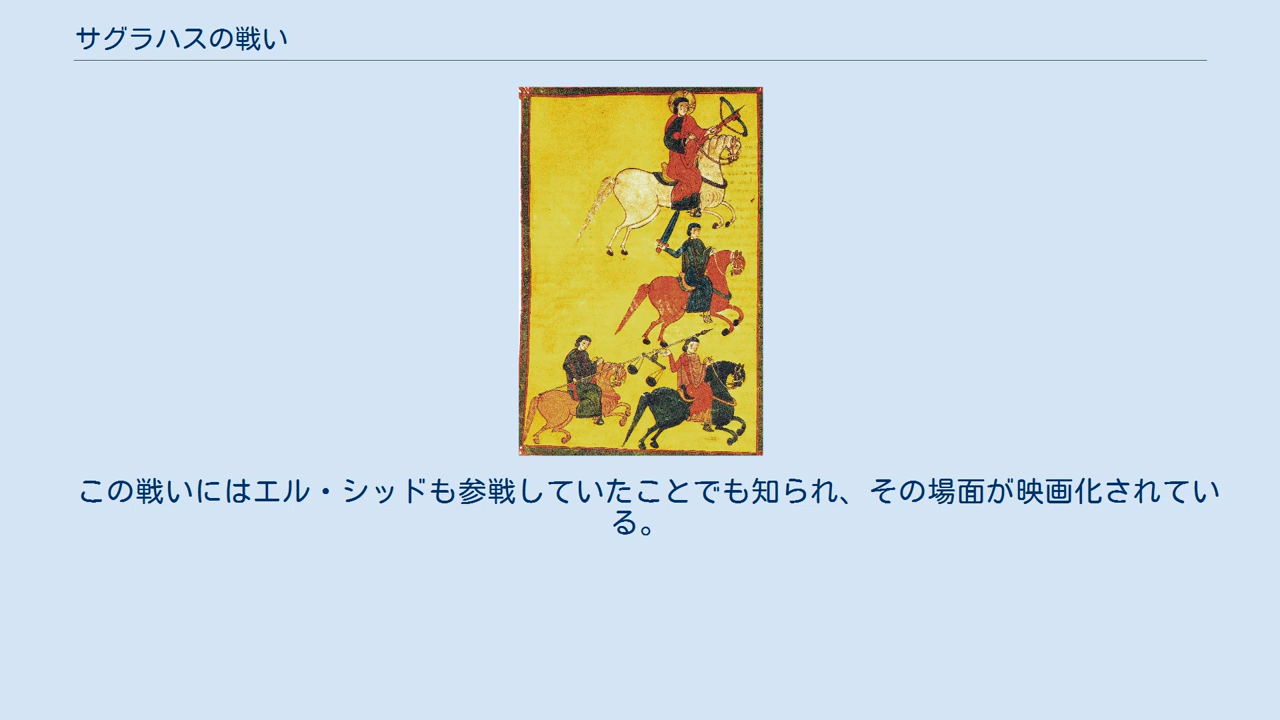 サグラハスの戦い
この戦いにはエル・シッドも参戦していたことでも知られ、その場面が映画化されてい
る。